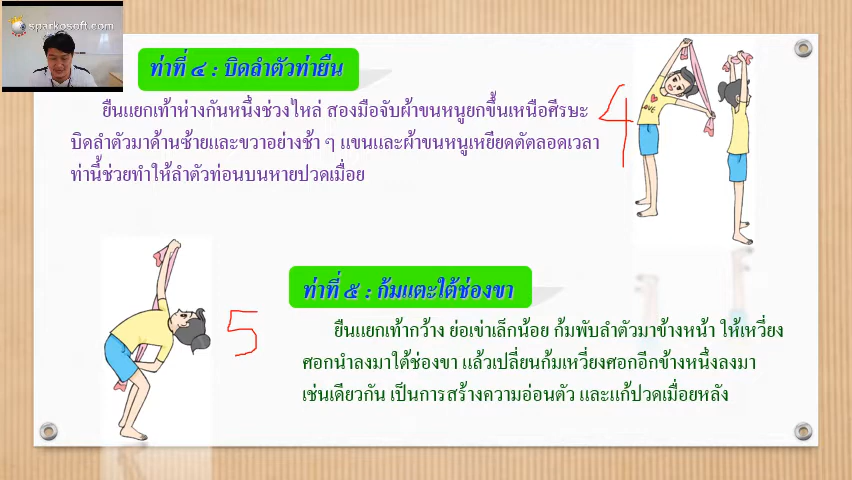 sparkosoft.com
ท่าที่ ๔ : บิดลำตัวท่ายืน
ยืนแยกเท้าห่างกันหนึ่งช่วงไหล่ สองมือจับผ้าขนหนูยกขึ้นเหนือศีรษะ
บิดลำตัวมาด้านซ้ายและขวาอย่างช้า ๆ แขนและผ้าขนหนูเหยียดตัดลอดเวลา
ท่านี้ช่วยทำให้ลำตัวท่อนบนหายปวดเมื่อย
4
ท่าที่ ๕ : ก้มแตะใต้ช่องขา
5
ยืนแยกเท้ากว้าง ย่อเข่าเล็กน้อย ก้มพับลำตัวมาข้างหน้า ให้เหวี่ยง
ศอกนำลงมาใต้ช่องขา แล้วเปลี่ยนก้มเหวี่ยงศอกอีกข้างหนึ่งลงมา
เช่นเดียวกัน เป็นการสร้างความอ่อนตัว และแก้ปวดเมื่อยหลัง